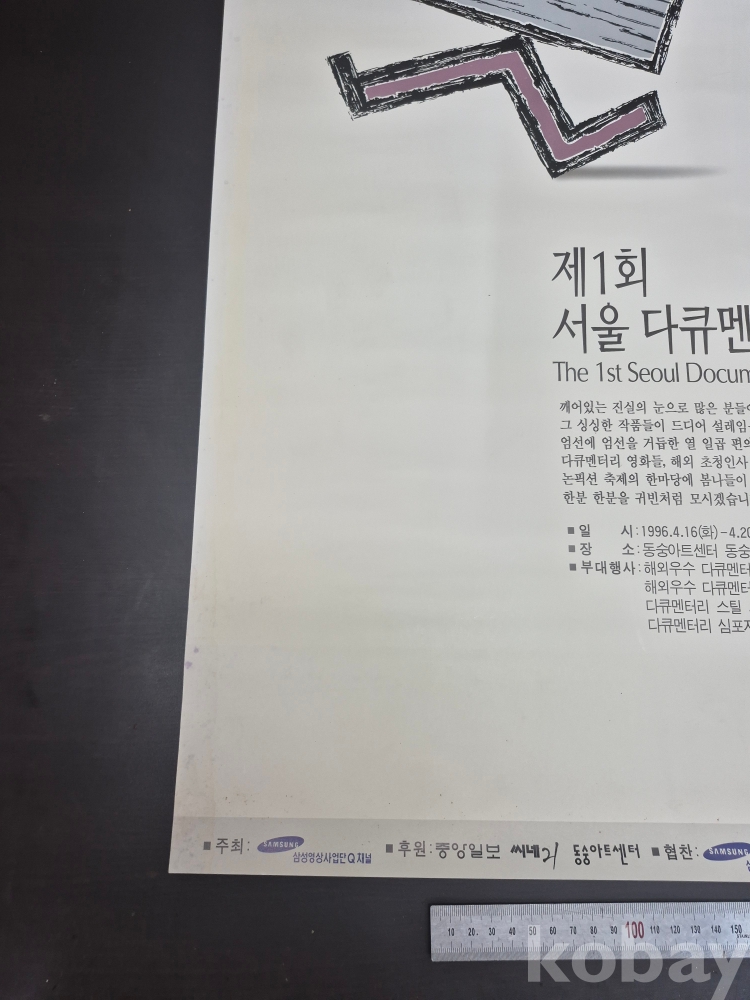 제1회
서울 다큐멘
The 1st Seoul Docum
깨어있는 진실의 눈으로 많은 분들이
그 싱싱한 작품들이 드디어 설레임
엄선에 엄선을 거듭한 열 일곱 편의
다큐멘터리 영화들, 해외 초청인사
논픽션 축제의 한마당에 봄나들이
한분 한분을 귀빈처럼 모시겠습니
■ 일 시 : 1996.4.16(화) - 4.20
■ 장 소 : 동숭아트센터 동숭
■ 부대행사 : 해외우수 다큐멘터
해외우수 다큐멘터
다큐멘터리 스틸
다큐멘터리 심포지
■ 주최 : SAMSUNG 삼성영상사업단 Q채널 ■ 후원 : 중앙일보 씨네21 동숭아트센터 ■ 협찬 : SAMSUNG 삼
10 20 30 40 50 60 70 80 90 100 110 120 130 140 150
kobay